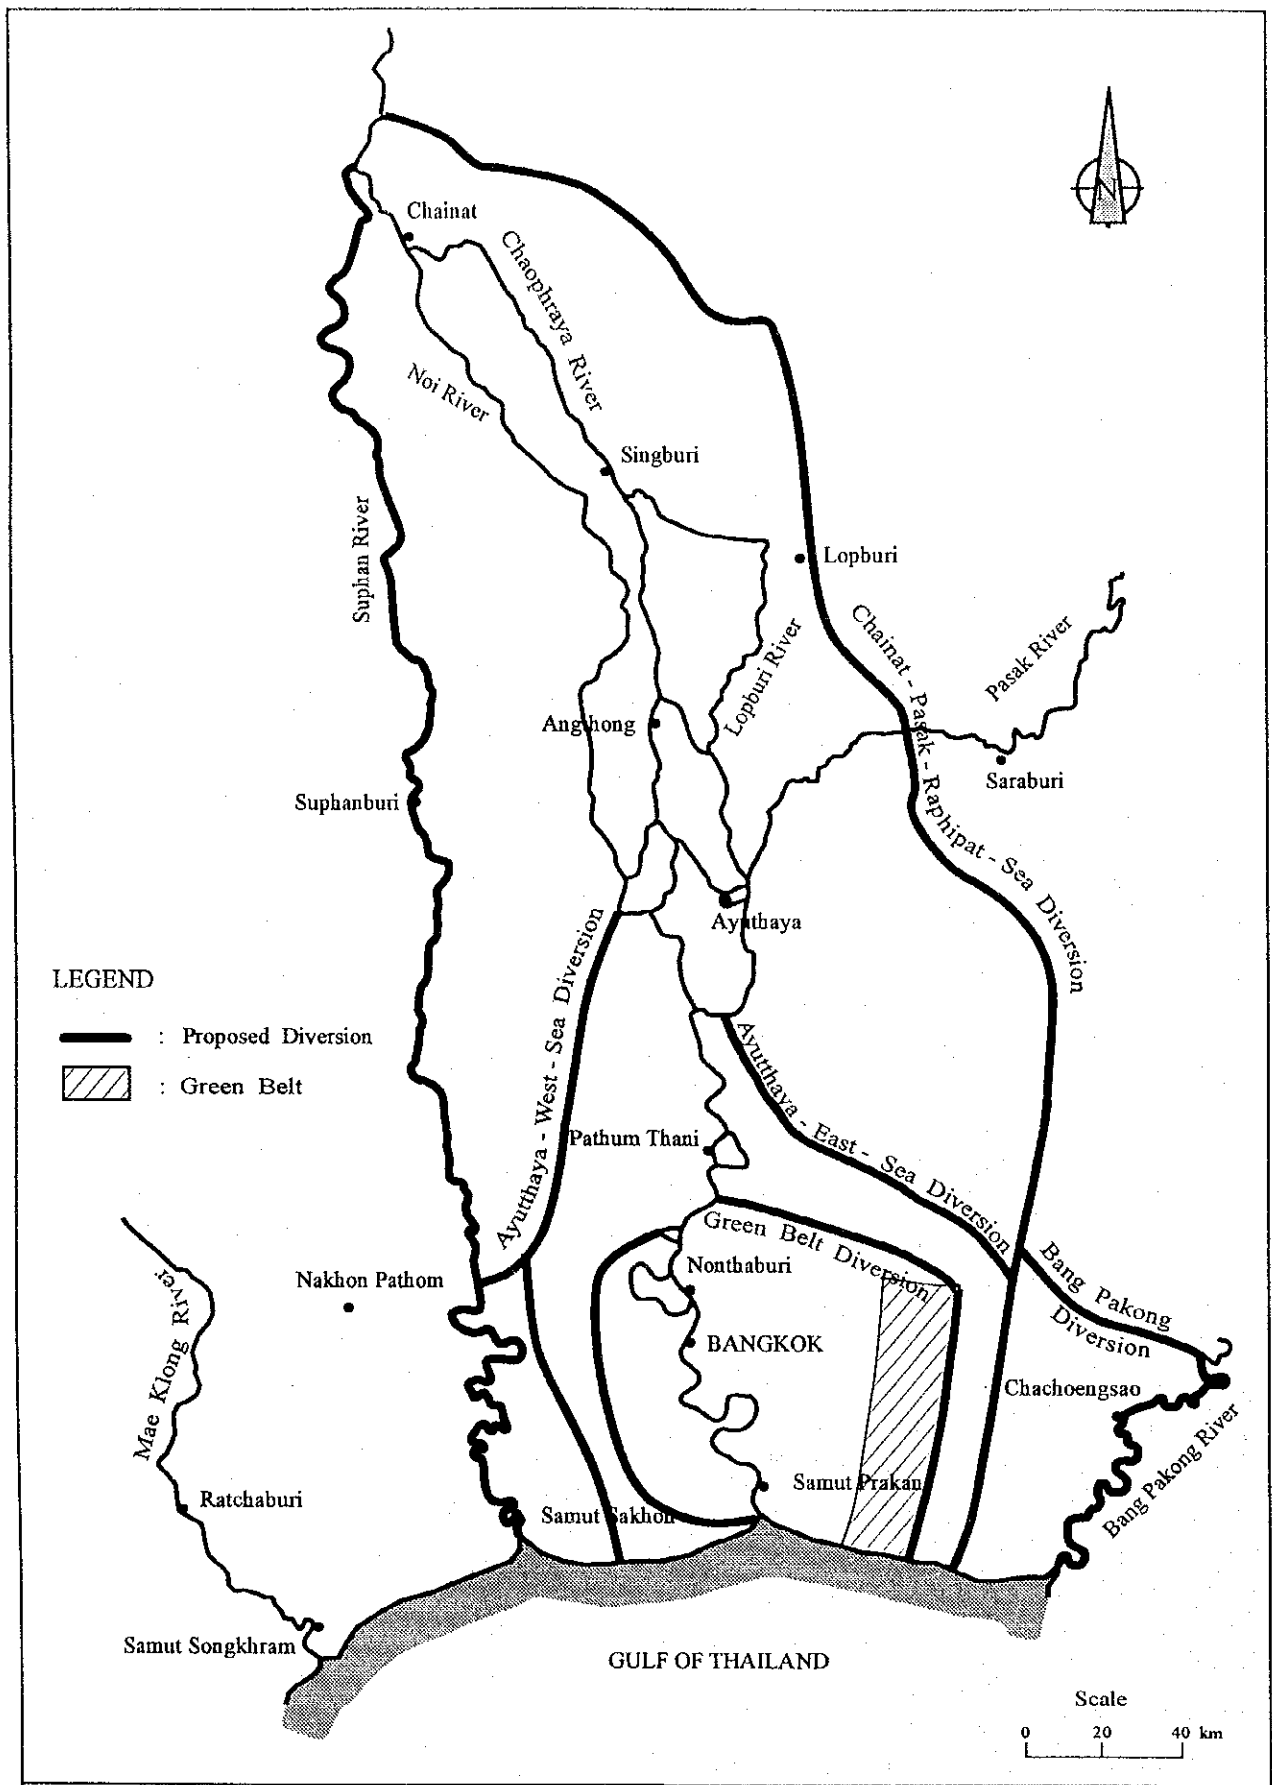 N
Chainat
Chaophraya River
Noi River
Singburi
Suphan River
Lopburi
Chainat - Pasak - Raphipat - Sea Diversion
Pasak River
Lopburi River
Angthong
Saraburi
Suphanburi
Ayuthaya
LEGEND
: Proposed Diversion
: Green Belt
Ayutthaya - West - Sea Diversion
Ayutthaya - East - Sea Diversion
Pathum Thani
Green Belt Diversion
Bang Pakong
Diversion
Nonthaburi
Nakhon Pathom
BANGKOK
Mae Klong River
Chachoengsao
Bang Pakong River
Samut Prakan
Ratchaburi
Samut Sakhon
Samut Songkhram
GULF OF THAILAND
Scale
0 20 40 km